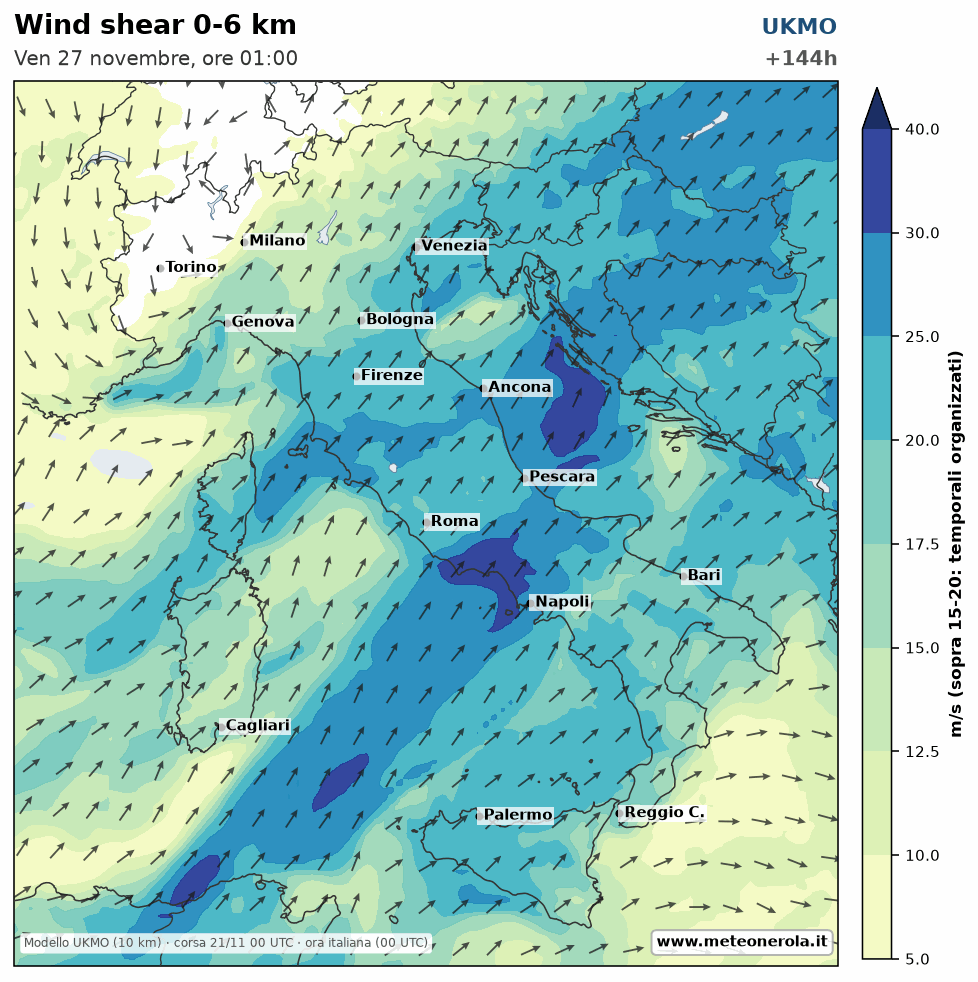 Wind shear 0-6 km
UKMO
Ven 27 novembre, ore 01:00
+144h
40.0
30.0
25.0
20.0
17.5
15.0
12.5
10.0
5.0
m/s (sopra 15-20: temporali organizzati)
Milano
Venezia
Torino
Genova
Bologna
Firenze
Ancona
Pescara
Roma
Bari
Napoli
Cagliari
Palermo
Reggio C.
Modello UKMO (10 km) · corsa 21/11 00 UTC · ora italiana (00 UTC)
www.meteonerola.it